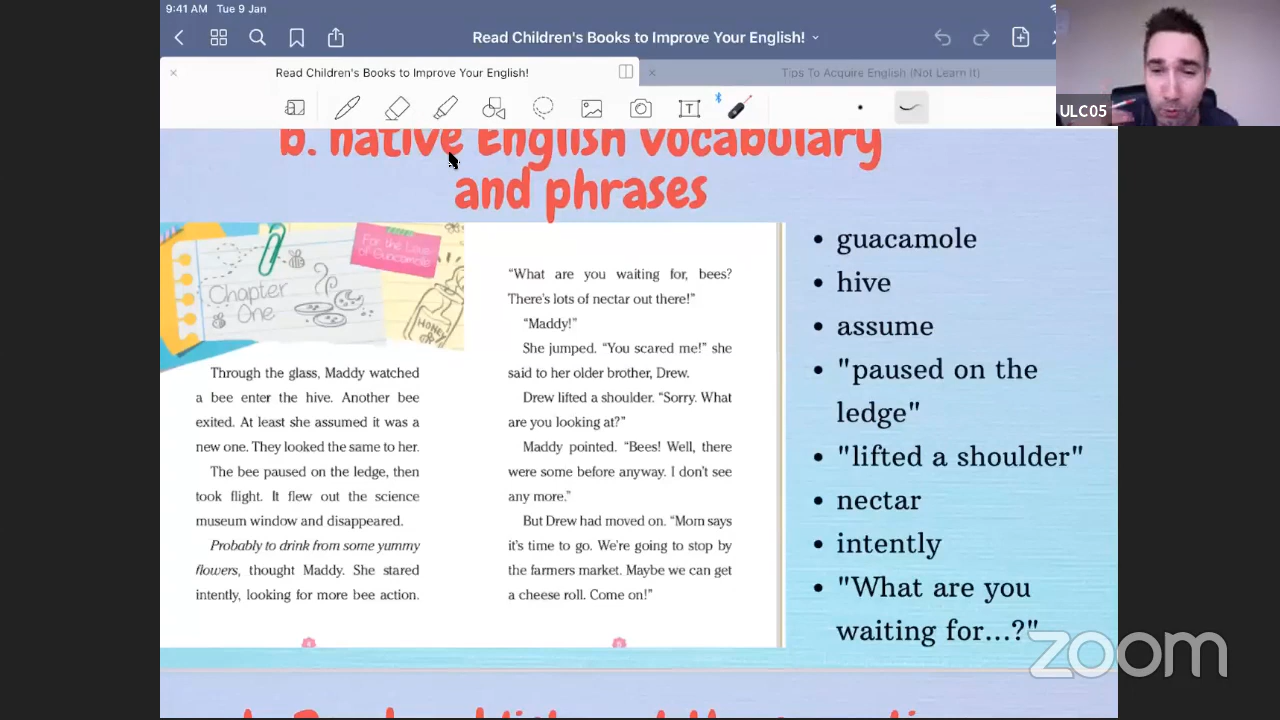 9:41 AM Tue 9 Jan
Read Children's Books to Improve Your English!
Read Children's Books to Improve Your English!
Tips To Acquire English (Not Learn It)
ULC05
b. native English vocabulary
and phrases
For the Love
of Guacamole
Chapter
One
HONEY
Through the glass, Maddy watched
a bee enter the hive. Another bee
exited. At least she assumed it was a
new one. They looked the same to her.
The bee paused on the ledge, then
took flight. It flew out the science
museum window and disappeared.
Probably to drink from some yummy
flowers, thought Maddy. She stared
intently, looking for more bee action.
“What are you waiting for, bees?
There’s lots of nectar out there!”
“Maddy!”
She jumped. “You scared me!” she
said to her older brother, Drew.
Drew lifted a shoulder. “Sorry. What
are you looking at?”
Maddy pointed. “Bees! Well, there
were some before anyway. I don’t see
any more.”
But Drew had moved on. “Mom says
it’s time to go. We’re going to stop by
the farmers market. Maybe we can get
a cheese roll. Come on!”
• guacamole
• hive
• assume
• "paused on the
ledge"
• "lifted a shoulder"
• nectar
• intently
• "What are you
waiting for...?"
zoom